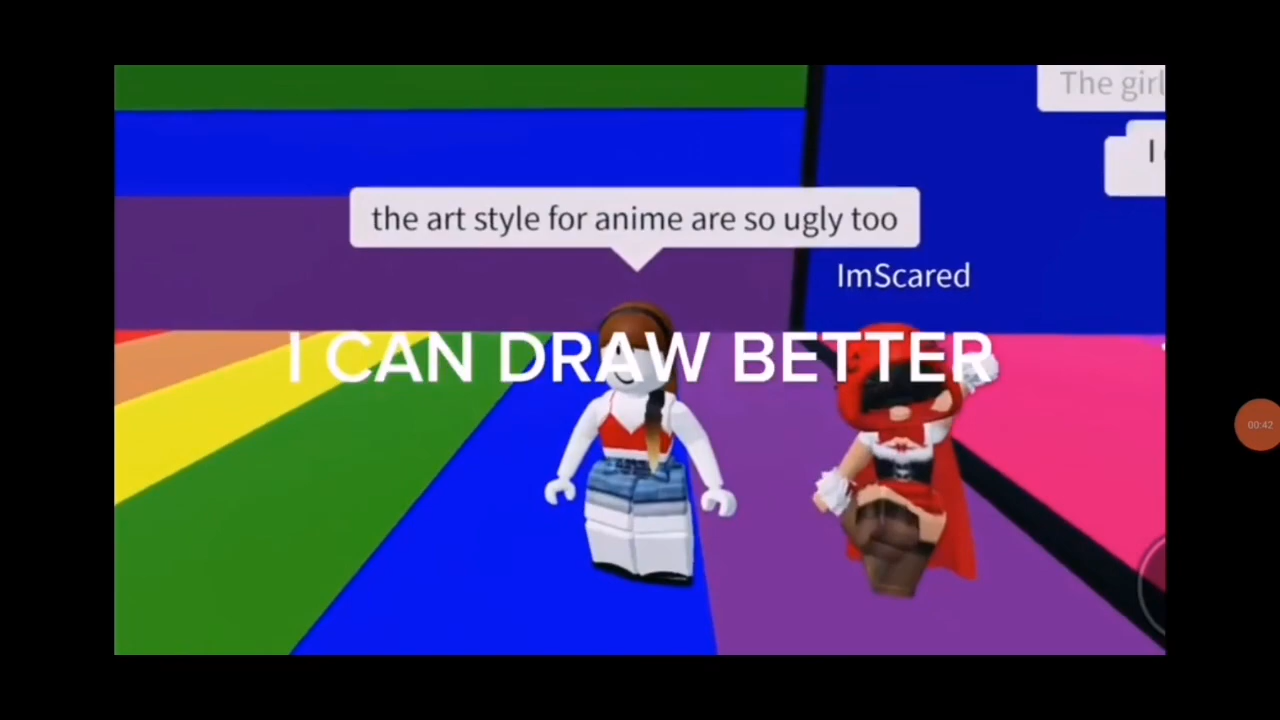 The girl
I
the art style for anime are so ugly too
ImScared
I CAN DRAW BETTER
00:42